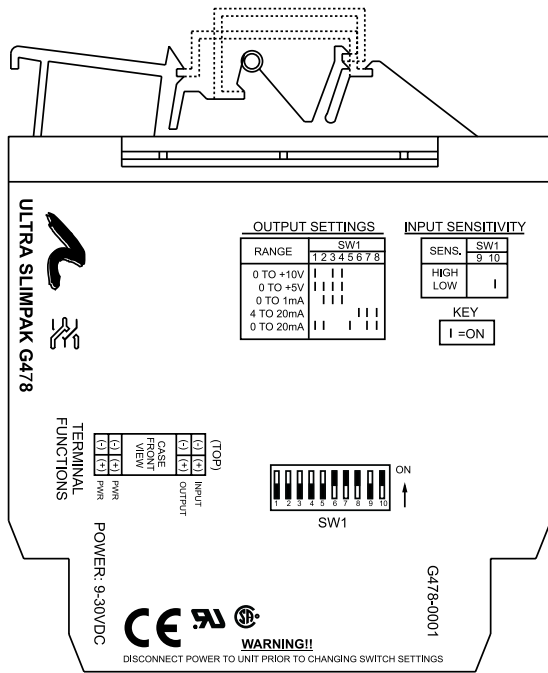 ULTRA SLIMPAK G478
OUTPUT SETTINGS
RANGE SW1
1 2 3 4 5 6 7 8
0 TO +10V I I I I
0 TO +5V I I I I
0 TO 1mA I I I
4 TO 20mA I I I
0 TO 20mA I I I I I
INPUT SENSITIVITY
SENS. SW1
9 10
HIGH
LOW I
KEY
I =ON
TERMINAL
FUNCTIONS
(TOP)
(-) (+) INPUT
(-) (+) OUTPUT
CASE
FRONT
VIEW
(-) (+) PWR
(-) (+) PWR
ON
1 2 3 4 5 6 7 8 9 10
SW1
POWER: 9-30VDC
G478-0001
CE RU SA
WARNING!!
DISCONNECT POWER TO UNIT PRIOR TO CHANGING SWITCH SETTINGS